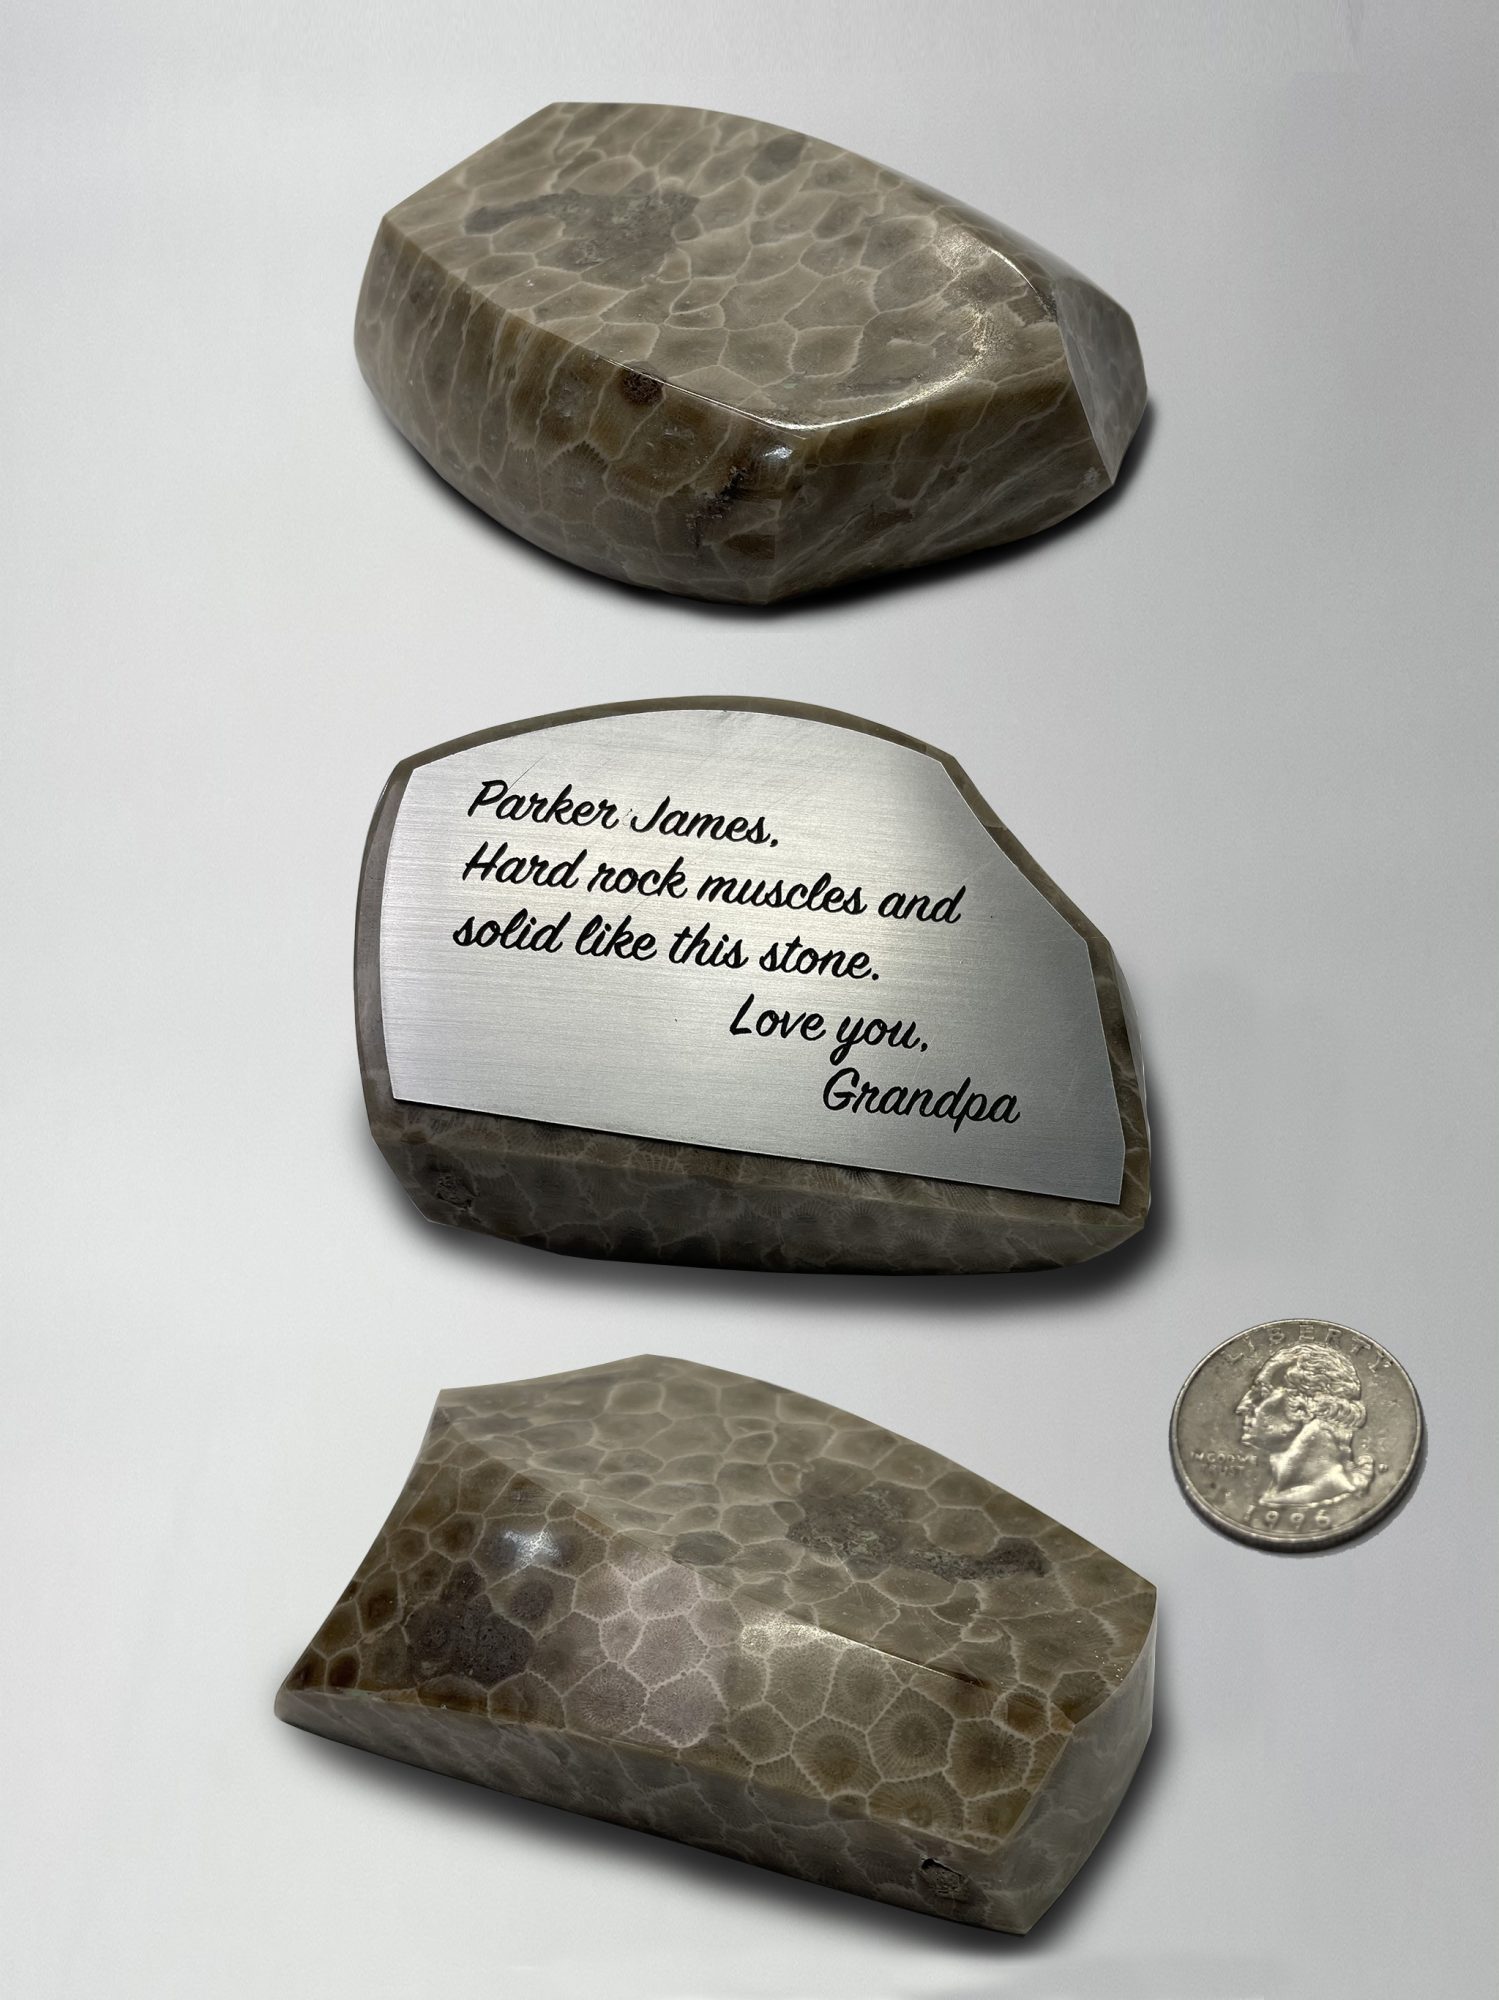 Parker James,
Hard rock muscles and
solid like this stone.
Love you,
Grandpa
LIBERTY
IN GOD WE
TRUST
1996